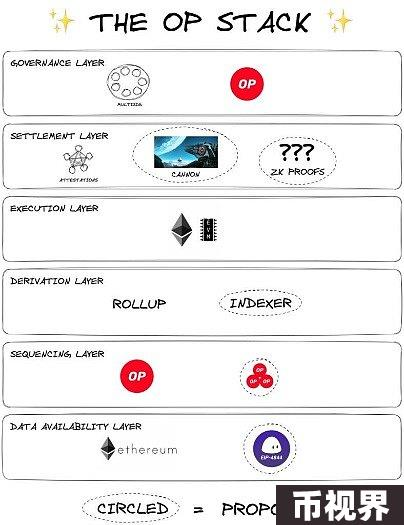 ✨ THE OP STACK ✨
GOVERNANCE LAYER
OP
MULTISIG
SETTLEMENT LAYER
???
ATTESTATIONS
CANNON
ZK PROOFS
EXECUTION LAYER
EVM
DERIVATION LAYER
ROLLUP
INDEXER
SEQUENCING LAYER
OP
OP
OP OP
DATA AVAILABILITY LAYER
ethereum
EIP-4844
CIRCLED = PROPO
币视界